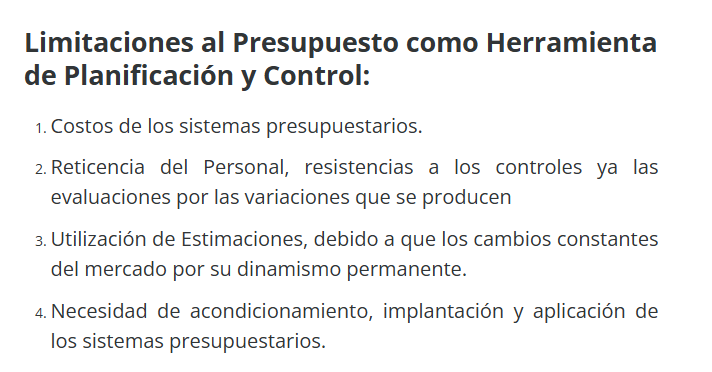 Limitaciones al Presupuesto como Herramienta
de Planificación y Control:
1. Costos de los sistemas presupuestarios.
2. Reticencia del Personal, resistencias a los controles ya las
evaluaciones por las variaciones que se producen
3. Utilización de Estimaciones, debido a que los cambios constantes
del mercado por su dinamismo permanente.
4. Necesidad de acondicionamiento, implantación y aplicación de
los sistemas presupuestarios.